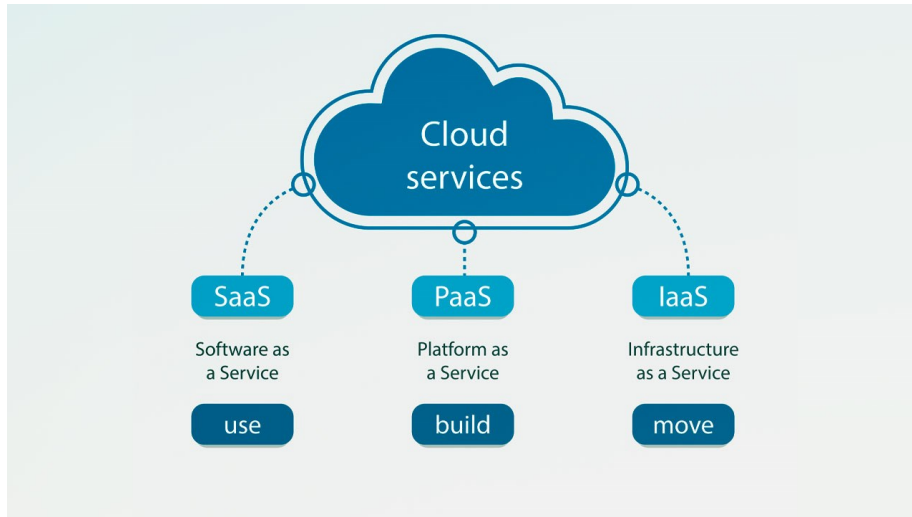 Cloud
services
SaaS
PaaS
IaaS
Software as
a Service
Platform as
a Service
Infrastructure
as a Service
use
build
move